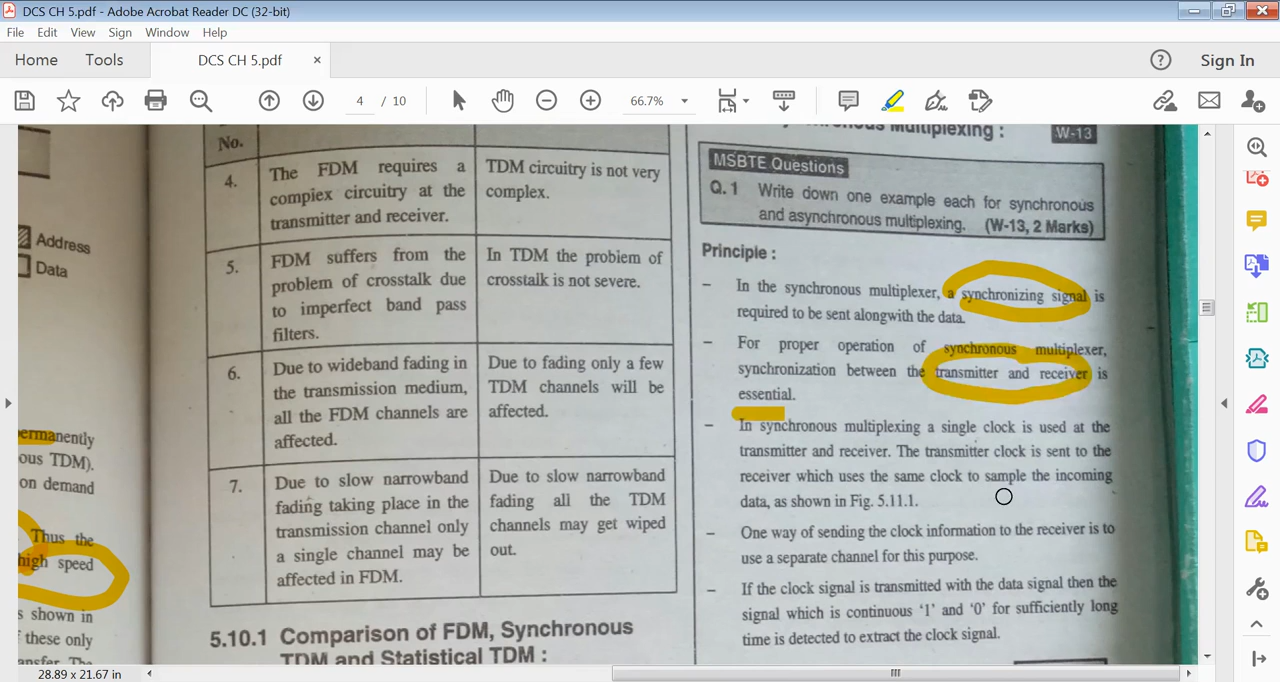 DCS CH 5.pdf - Adobe Acrobat Reader DC (32-bit)
File Edit View Sign Window Help
Home Tools DCS CH 5.pdf × ? Sign In
4 / 10 66.7%
Address
Data
ermanently
ous TDM).
on demand
Thus the
high speed
s shown in
these only
No.
4. The FDM requires a TDM circuitry is not very
compiex circuitry at the complex.
transmitter and receiver.
5. FDM suffers from the In TDM the problem of
problem of crosstalk due crosstalk is not severe.
to imperfect band pass
filters.
6. Due to wideband fading in Due to fading only a few
the transmission medium, TDM channels will be
all the FDM channels are affected.
affected.
7. Due to slow narrowband Due to slow narrowband
fading taking place in the fading all the TDM
transmission channel only channels may get wiped
a single channel may be out.
affected in FDM.
5.10.1 Comparison of FDM, Synchronous
TDM and Statistical TDM :
Multiplexing : W-13
MSBTE Questions
Q. 1 Write down one example each for synchronous
and asynchronous multiplexing. (W-13, 2 Marks)
Principle :
– In the synchronous multiplexer, a synchronizing signal is
required to be sent alongwith the data.
– For proper operation of synchronous multiplexer,
synchronization between the transmitter and receiver is
essential.
– In synchronous multiplexing a single clock is used at the
transmitter and receiver. The transmitter clock is sent to the
receiver which uses the same clock to sample the incoming
data, as shown in Fig. 5.11.1.
– One way of sending the clock information to the receiver is to
use a separate channel for this purpose.
– If the clock signal is transmitted with the data signal then the
signal which is continuous '1' and '0' for sufficiently long
time is detected to extract the clock signal.
28.89 x 21.67 in